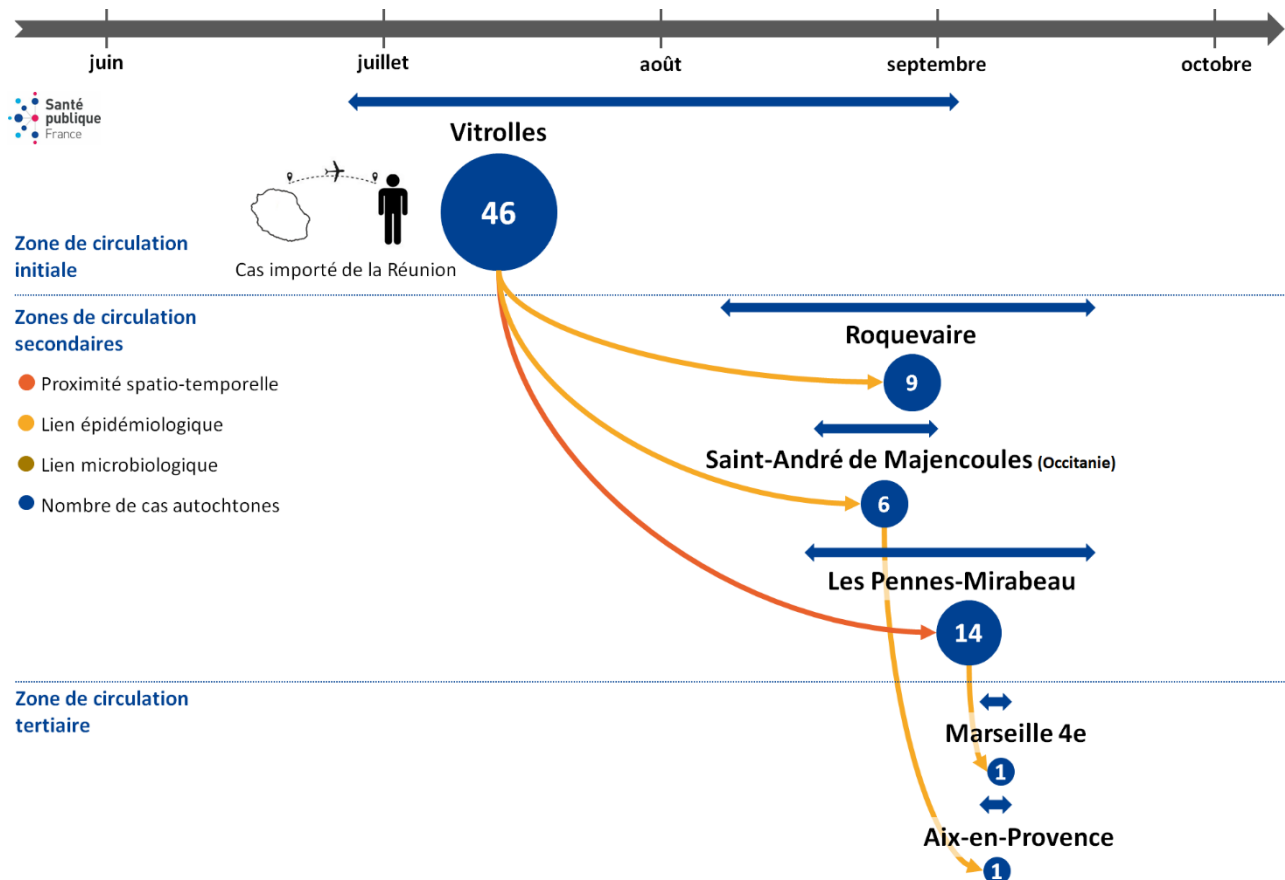 juin
juillet
août
septembre
octobre
Santé
publique
France
Vitrolles
46
Cas importé de la Réunion
Zone de circulation
initiale
Zones de circulation
secondaires
Proximité spatio-temporelle
Lien épidémiologique
Lien microbiologique
Nombre de cas autochtones
Roquevaire
9
Saint-André de Majencoules (Occitanie)
6
Les Pennes-Mirabeau
14
Zone de circulation
tertiaire
Marseille 4e
1
Aix-en-Provence
1